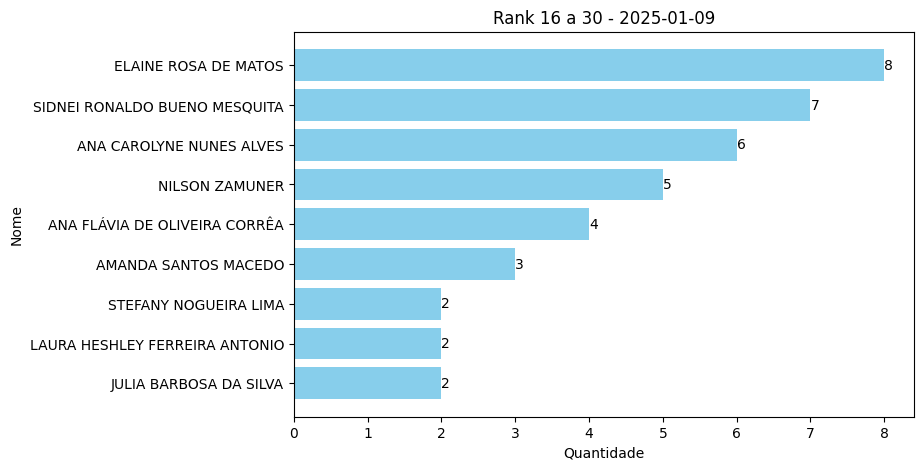 Rank 16 a 30 - 2025-01-09
Nome
ELAINE ROSA DE MATOS 8
SIDNEI RONALDO BUENO MESQUITA 7
ANA CAROLYNE NUNES ALVES 6
NILSON ZAMUNER 5
ANA FLÁVIA DE OLIVEIRA CORRÊA 4
AMANDA SANTOS MACEDO 3
STEFANY NOGUEIRA LIMA 2
LAURA HESHLEY FERREIRA ANTONIO 2
JULIA BARBOSA DA SILVA 2
0 1 2 3 4 5 6 7 8
Quantidade